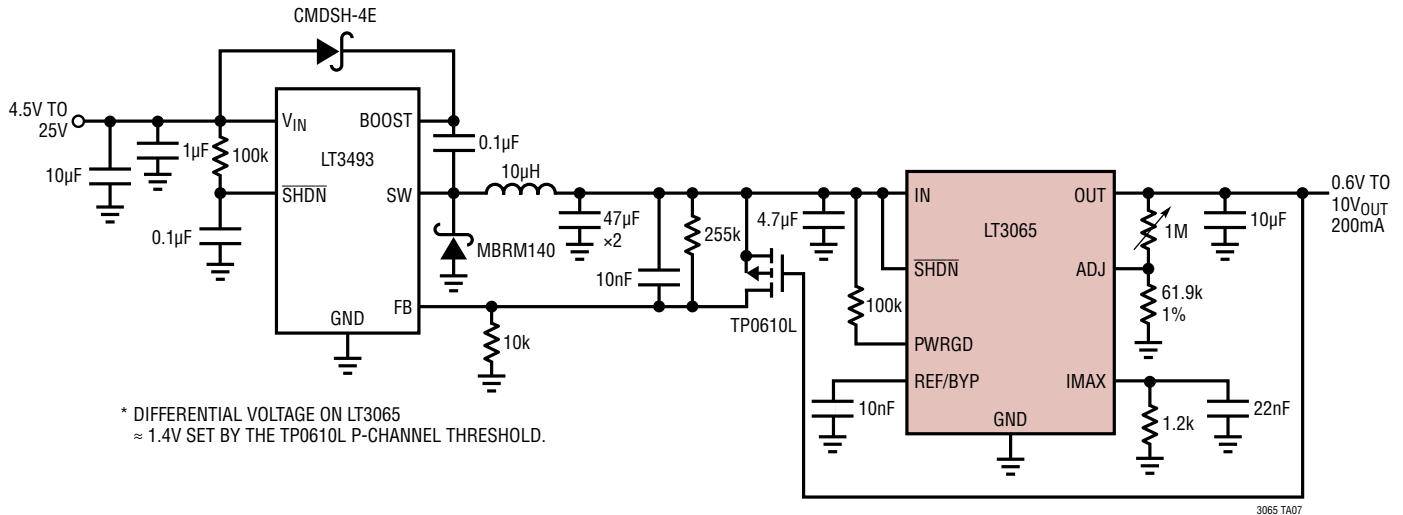 CMDSH-4E
4.5V TO
25V
10µF
1µF
100k
0.1µF
VIN
BOOST
LT3493
SHDN
SW
FB
GND
0.1µF
10µH
MBRM140
47µF
×2
10nF
255k
10k
TP0610L
4.7µF
100k
IN
OUT
LT3065
SHDN
ADJ
PWRGD
REF/BYP
IMAX
GND
10nF
1M
61.9k
1%
10µF
0.6V TO
10VOUT
200mA
1.2k
22nF
* DIFFERENTIAL VOLTAGE ON LT3065
≈ 1.4V SET BY THE TP0610L P-CHANNEL THRESHOLD.
3065 TA07